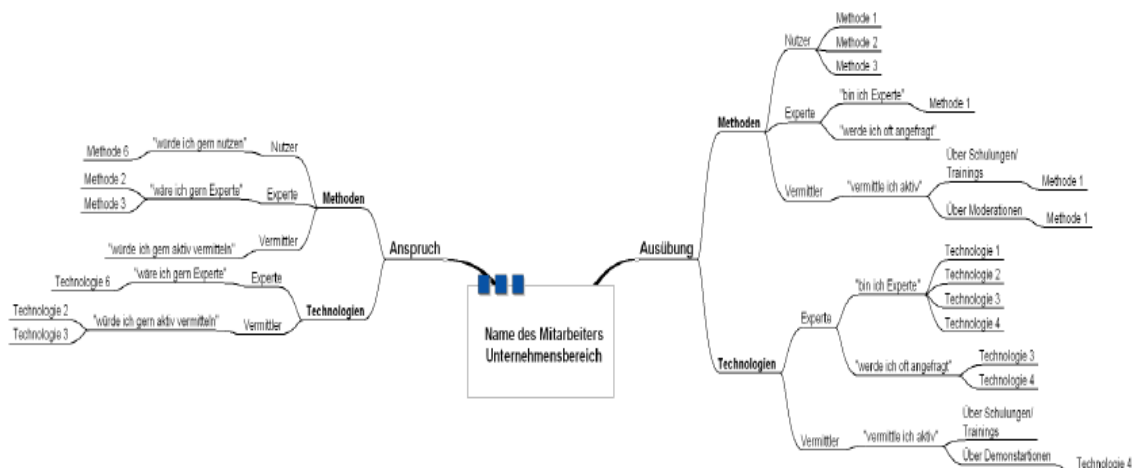 Methode 6
"würde ich gern nutzen"
Nutzer
Methode 2
Methode 3
"wäre ich gern Experte"
Experte
Methoden
"würde ich gern aktiv vermitteln"
Vermittler
Anspruch
Technologie 6
"wäre ich gern Experte"
Experte
Technologien
Technologie 2
Technologie 3
"würde ich gern aktiv vermitteln"
Vermittler
Name des Mitarbeiters
Unternehmensbereich
Ausübung
Methoden
Nutzer
Methode 1
Methode 2
Methode 3
Experte
"bin ich Experte"
Methode 1
"werde ich oft angefragt"
Vermittler
"vermittle ich aktiv"
Über Schulungen/
Trainings
Methode 1
Über Moderationen
Methode 1
Technologien
Experte
"bin ich Experte"
Technologie 1
Technologie 2
Technologie 3
Technologie 4
"werde ich oft angefragt"
Technologie 3
Technologie 4
Vermittler
"vermittle ich aktiv"
Über Schulungen/
Trainings
Über Demonstartionen
Technologie 4